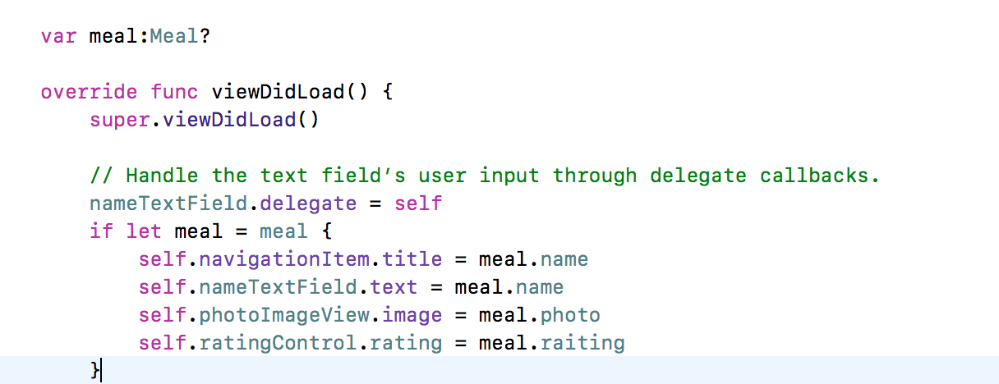 var meal:Meal?
override func viewDidLoad() {
super.viewDidLoad()
// Handle the text field’s user input through delegate callbacks.
nameTextField.delegate = self
if let meal = meal {
self.navigationItem.title = meal.name
self.nameTextField.text = meal.name
self.photoImageView.image = meal.photo
self.ratingControl.rating = meal.raiting
}